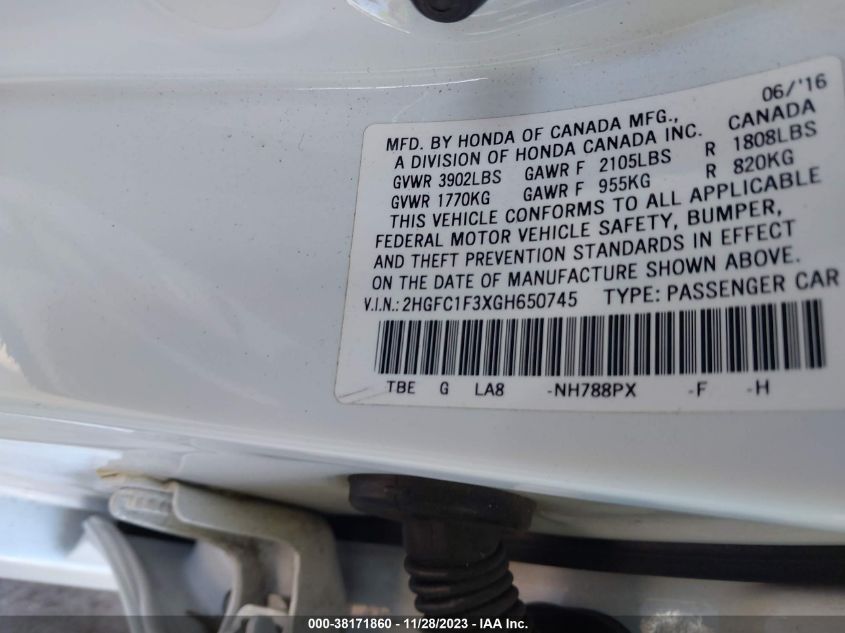 06/'16
MFD. BY HONDA OF CANADA MFG., CANADA
A DIVISION OF HONDA CANADA INC.
GVWR 3902LBS GAWR F 2105LBS R 1808LBS
GVWR 1770KG GAWR F 955KG R 820KG
THIS VEHICLE CONFORMS TO ALL APPLICABLE
FEDERAL MOTOR VEHICLE SAFETY, BUMPER,
AND THEFT PREVENTION STANDARDS IN EFFECT
ON THE DATE OF MANUFACTURE SHOWN ABOVE.
V.I.N.: 2HGFC1F3XGH650745 TYPE: PASSENGER CAR
TBE G LA8 -NH788PX -F -H
000-38171860 — 11/28/2023 — IAA Inc.